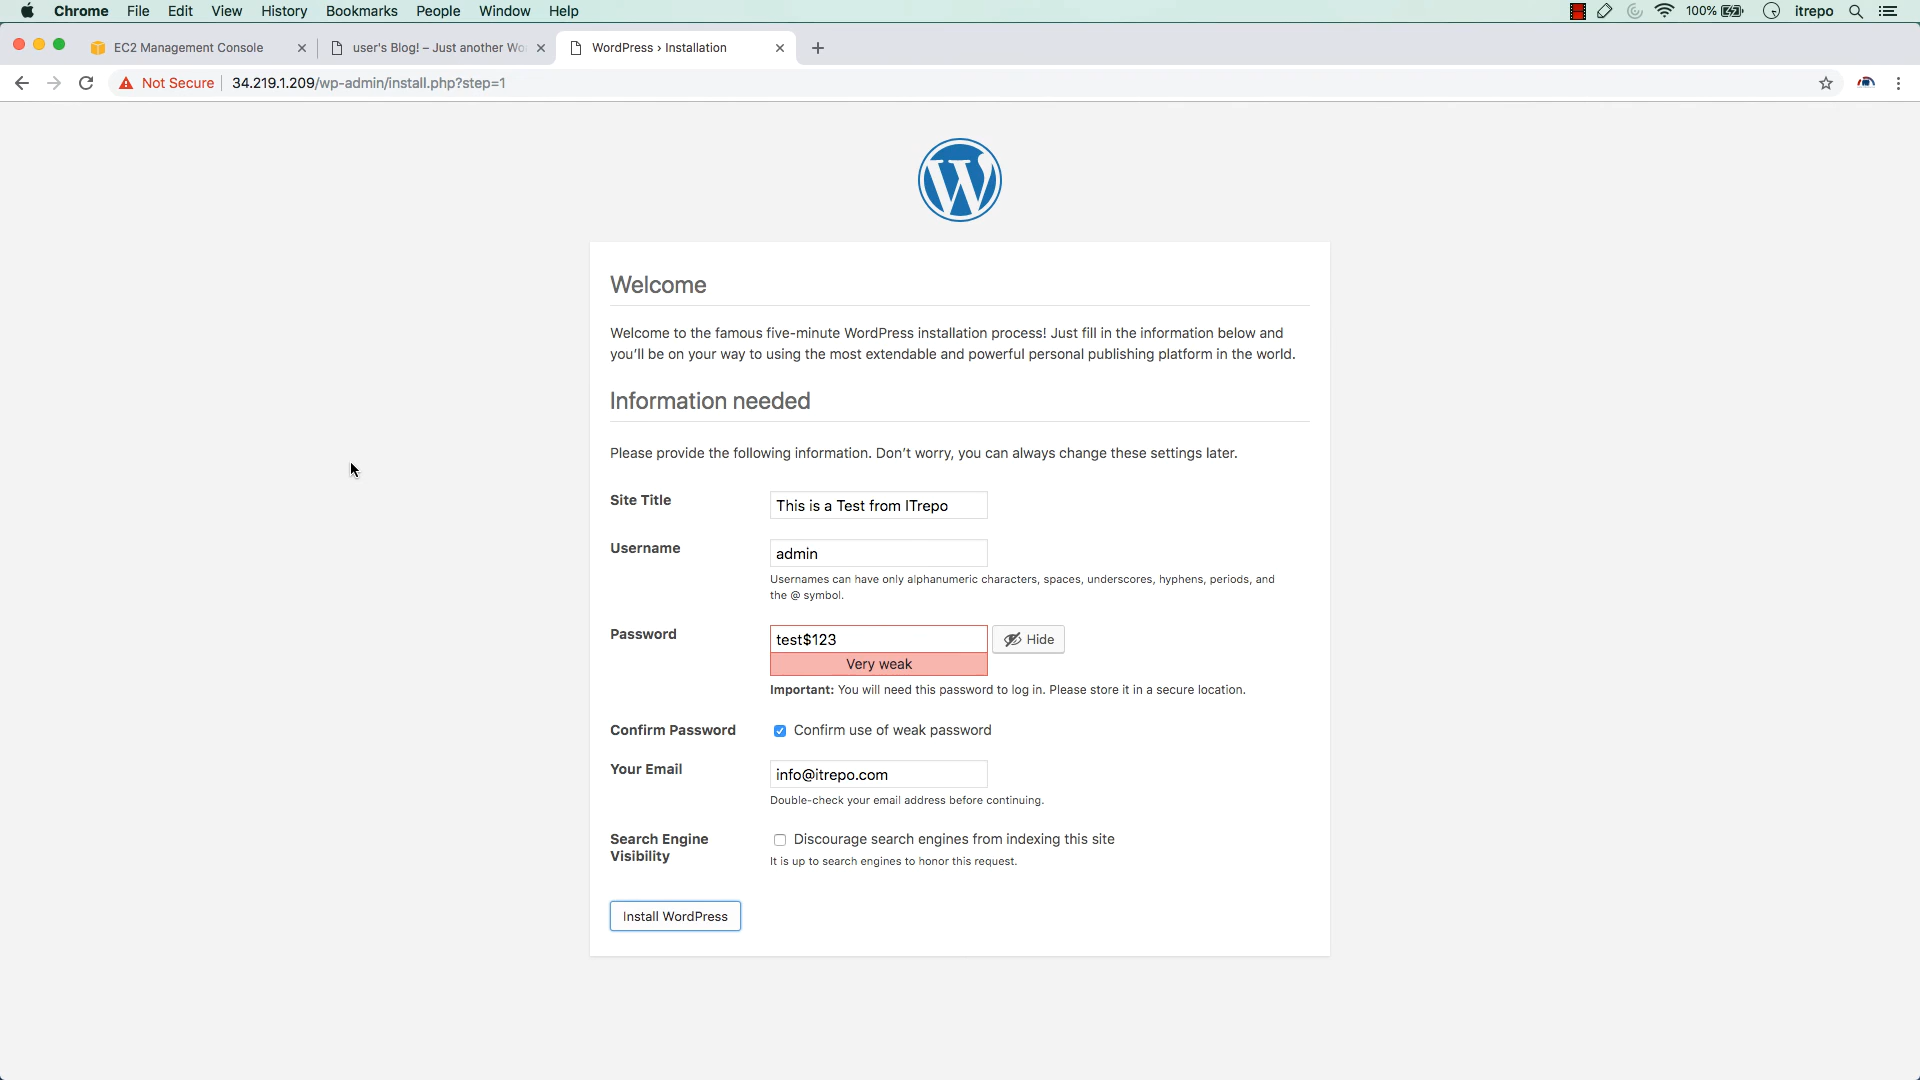 Chrome File Edit View History Bookmarks People Window Help 100% itrepo
EC2 Management Console user's Blog! – Just another Wo WordPress › Installation
Not Secure 34.219.1.209/wp-admin/install.php?step=1
Welcome
Welcome to the famous five-minute WordPress installation process! Just fill in the information below and
you'll be on your way to using the most extendable and powerful personal publishing platform in the world.
Information needed
Please provide the following information. Don't worry, you can always change these settings later.
Site Title This is a Test from ITrepo
Username admin
Usernames can have only alphanumeric characters, spaces, underscores, hyphens, periods, and
the @ symbol.
Password test$123 Hide
Very weak
Important: You will need this password to log in. Please store it in a secure location.
Confirm Password Confirm use of weak password
Your Email info@itrepo.com
Double-check your email address before continuing.
Search Engine Discourage search engines from indexing this site
Visibility It is up to search engines to honor this request.
Install WordPress